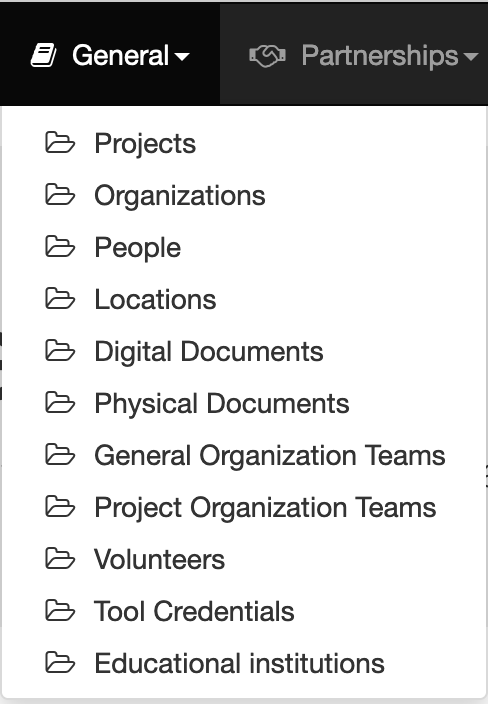 General Partnerships
Projects
Organizations
People
Locations
Digital Documents
Physical Documents
General Organization Teams
Project Organization Teams
Volunteers
Tool Credentials
Educational institutions